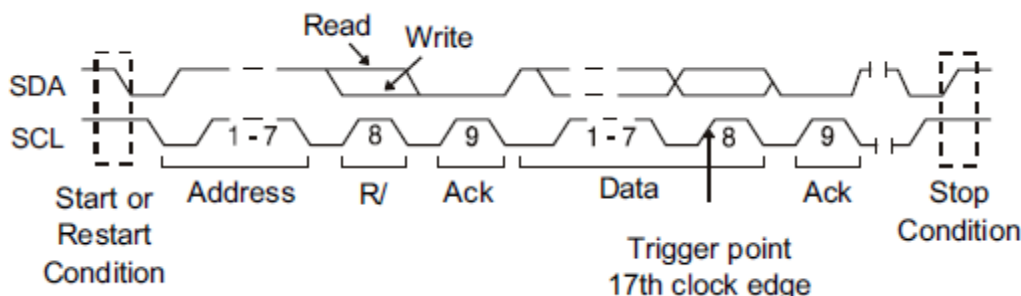 Read
Write
SDA
SCL
1 - 7
8
9
1 - 7
8
9
Address
R/
Ack
Data
Ack
Start or
Restart
Condition
Stop
Condition
Trigger point
17th clock edge